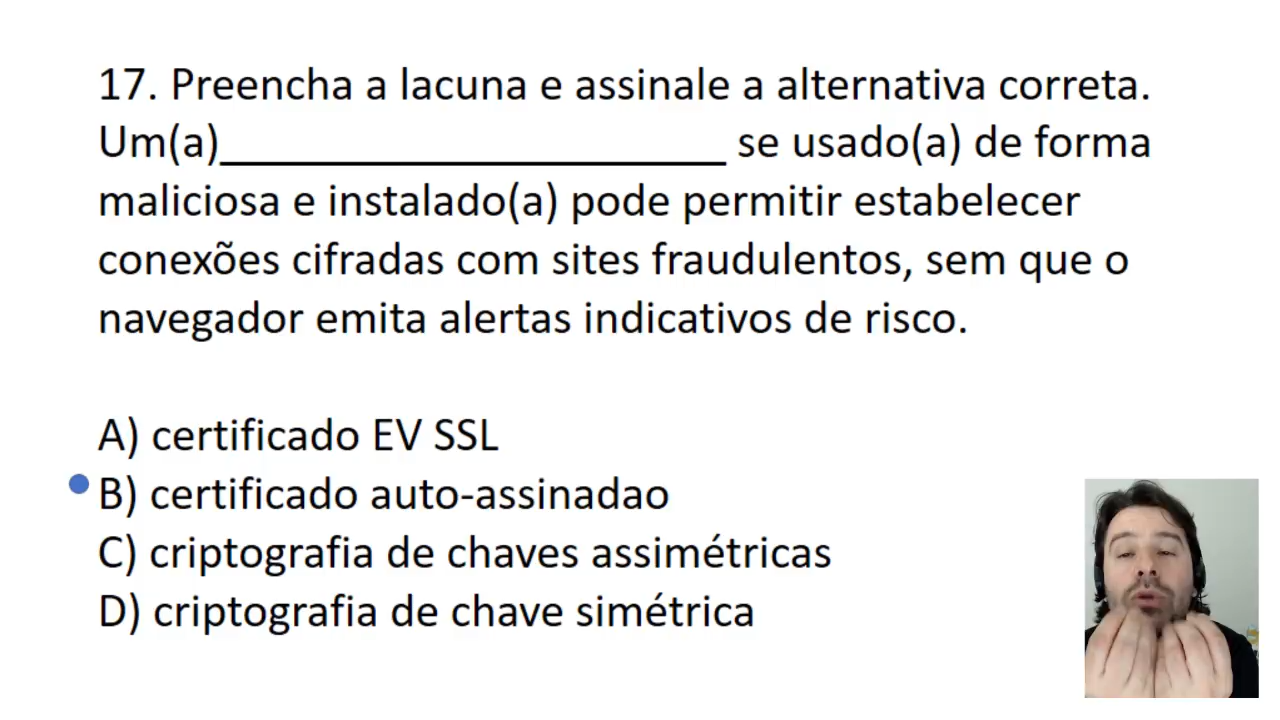 17. Preencha a lacuna e assinale a alternativa correta.
Um(a)______________________ se usado(a) de forma
maliciosa e instalado(a) pode permitir estabelecer
conexões cifradas com sites fraudulentos, sem que o
navegador emita alertas indicativos de risco.
A) certificado EV SSL
B) certificado auto-assinadao
C) criptografia de chaves assimétricas
D) criptografia de chave simétrica